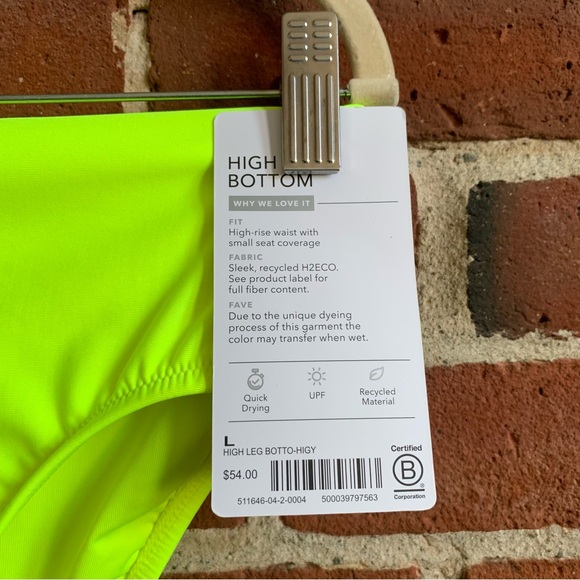 HIGH
BOTTOM
WHY WE LOVE IT
FIT
High-rise waist with
small seat coverage
FABRIC
Sleek, recycled H2ECO.
See product label for
full fiber content.
FAVE
Due to the unique dyeing
process of this garment the
color may transfer when wet.
Quick
Drying
UPF
Recycled
Material
L
HIGH LEG BOTTO-HIGY
$54.00
511646-04-2-0004 500039797563
Certified
B
Corporation